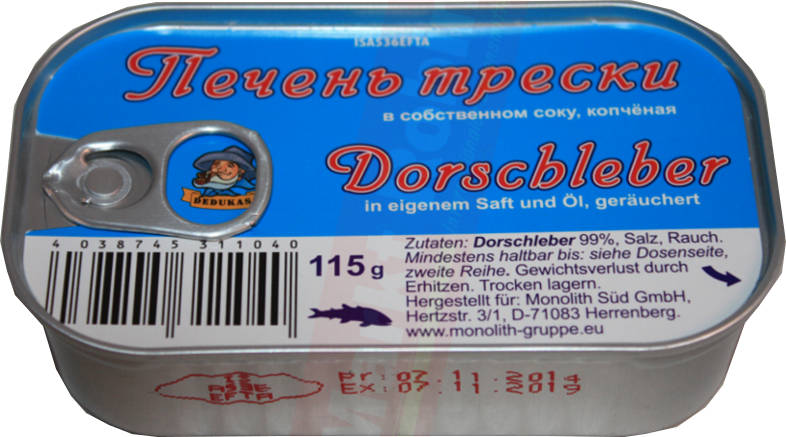 ISA536EFTA
Печень трески
в собственном соку, копчёная
Dorschleber
in eigenem Saft und Öl, geräuchert
DEDUKAS
4 038745 311040
115 g
Zutaten: Dorschleber 99%, Salz, Rauch.
Mindestens haltbar bis: siehe Dosenseite,
zweite Reihe. Gewichtsverlust durch
Erhitzen. Trocken lagern.
Hergestellt für: Monolith Süd GmbH,
Hertzstr. 3/1, D-71083 Herrenberg.
www.monolith-gruppe.eu
IS
A536
EFTA
Pr: 07.11.2014
Ex: 07.11.2019